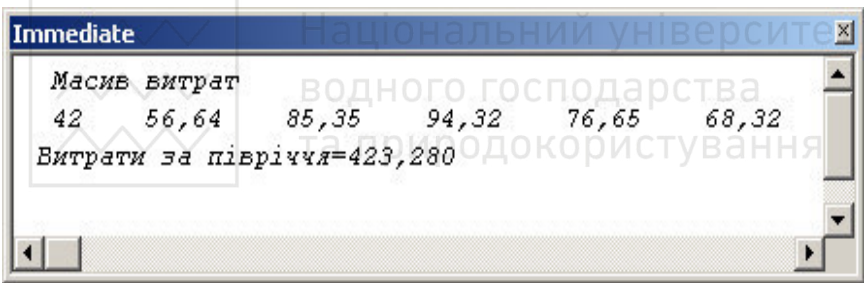 Immediate
Національний університе
Масив витрат
водного господарства
42 56,64 85,35 94,32 76,65 68,32
та природокористування
Витрати за півріччя=423,280